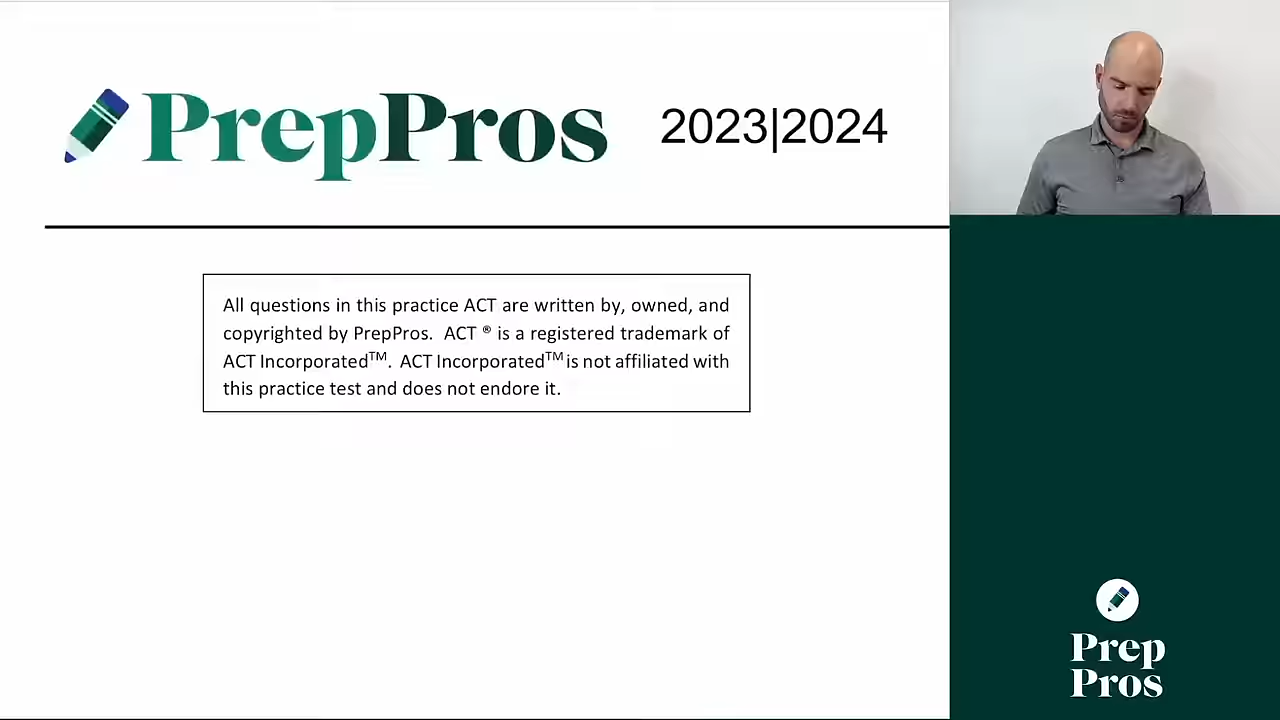 PrepPros 2023|2024
All questions in this practice ACT are written by, owned, and
copyrighted by PrepPros. ACT ® is a registered trademark of
ACT Incorporated™. ACT Incorporated™ is not affiliated with
this practice test and does not endore it.
Prep
Pros